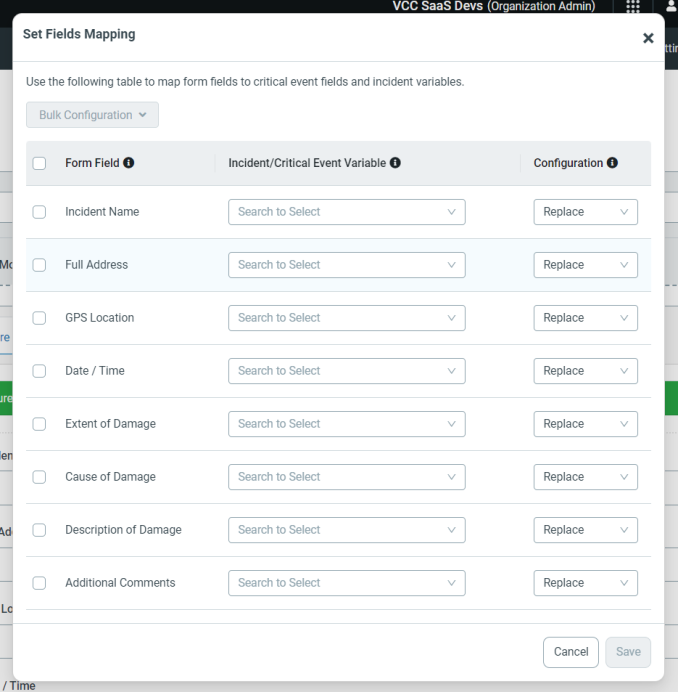 VCC SaaS Devs (Organization Admin)
Set Fields Mapping
Use the following table to map form fields to critical event fields and incident variables.
Bulk Configuration
Form Field Incident/Critical Event Variable Configuration
Incident Name Search to Select Replace
Full Address Search to Select Replace
GPS Location Search to Select Replace
Date / Time Search to Select Replace
Extent of Damage Search to Select Replace
Cause of Damage Search to Select Replace
Description of Damage Search to Select Replace
Additional Comments Search to Select Replace
Cancel Save
/ Time